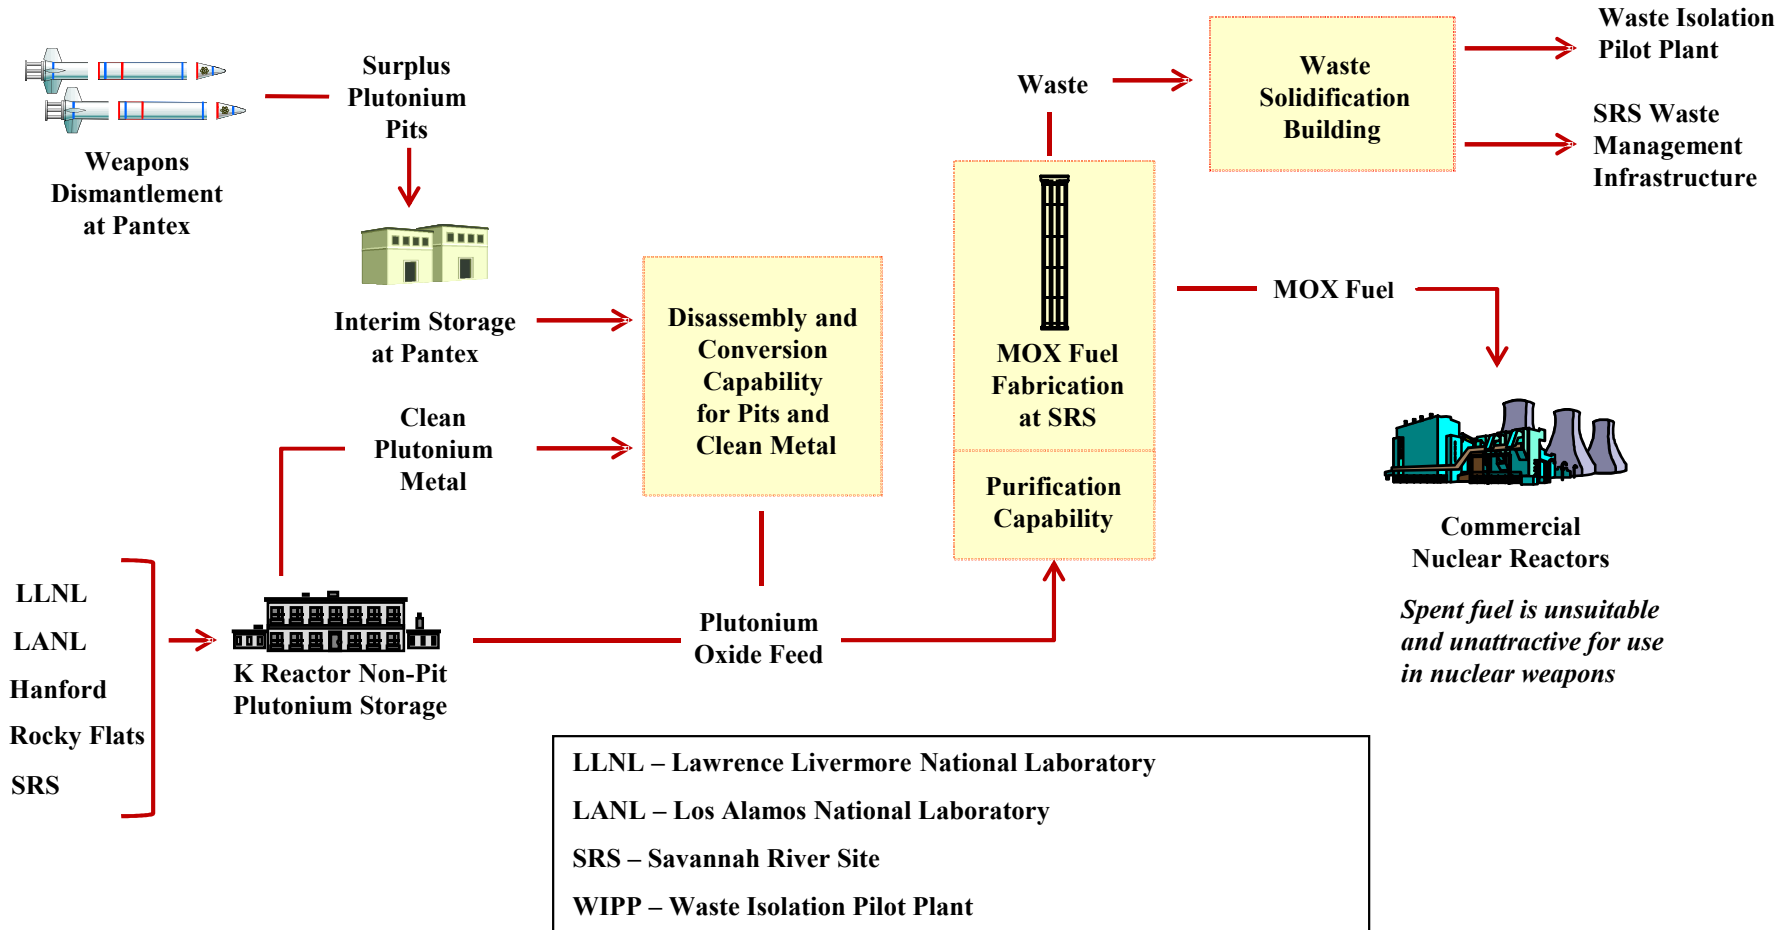 Weapons
Dismantlement
at Pantex
Surplus
Plutonium
Pits
Interim Storage
at Pantex
Clean
Plutonium
Metal
LLNL
LANL
Hanford
Rocky Flats
SRS
K Reactor Non-Pit
Plutonium Storage
Disassembly and
Conversion
Capability
for Pits and
Clean Metal
Plutonium
Oxide Feed
Waste
MOX Fuel
Fabrication
at SRS
Purification
Capability
Waste
Solidification
Building
Waste Isolation
Pilot Plant
SRS Waste
Management
Infrastructure
MOX Fuel
Commercial
Nuclear Reactors
Spent fuel is unsuitable
and unattractive for use
in nuclear weapons
LLNL – Lawrence Livermore National Laboratory
LANL – Los Alamos National Laboratory
SRS – Savannah River Site
WIPP – Waste Isolation Pilot Plant